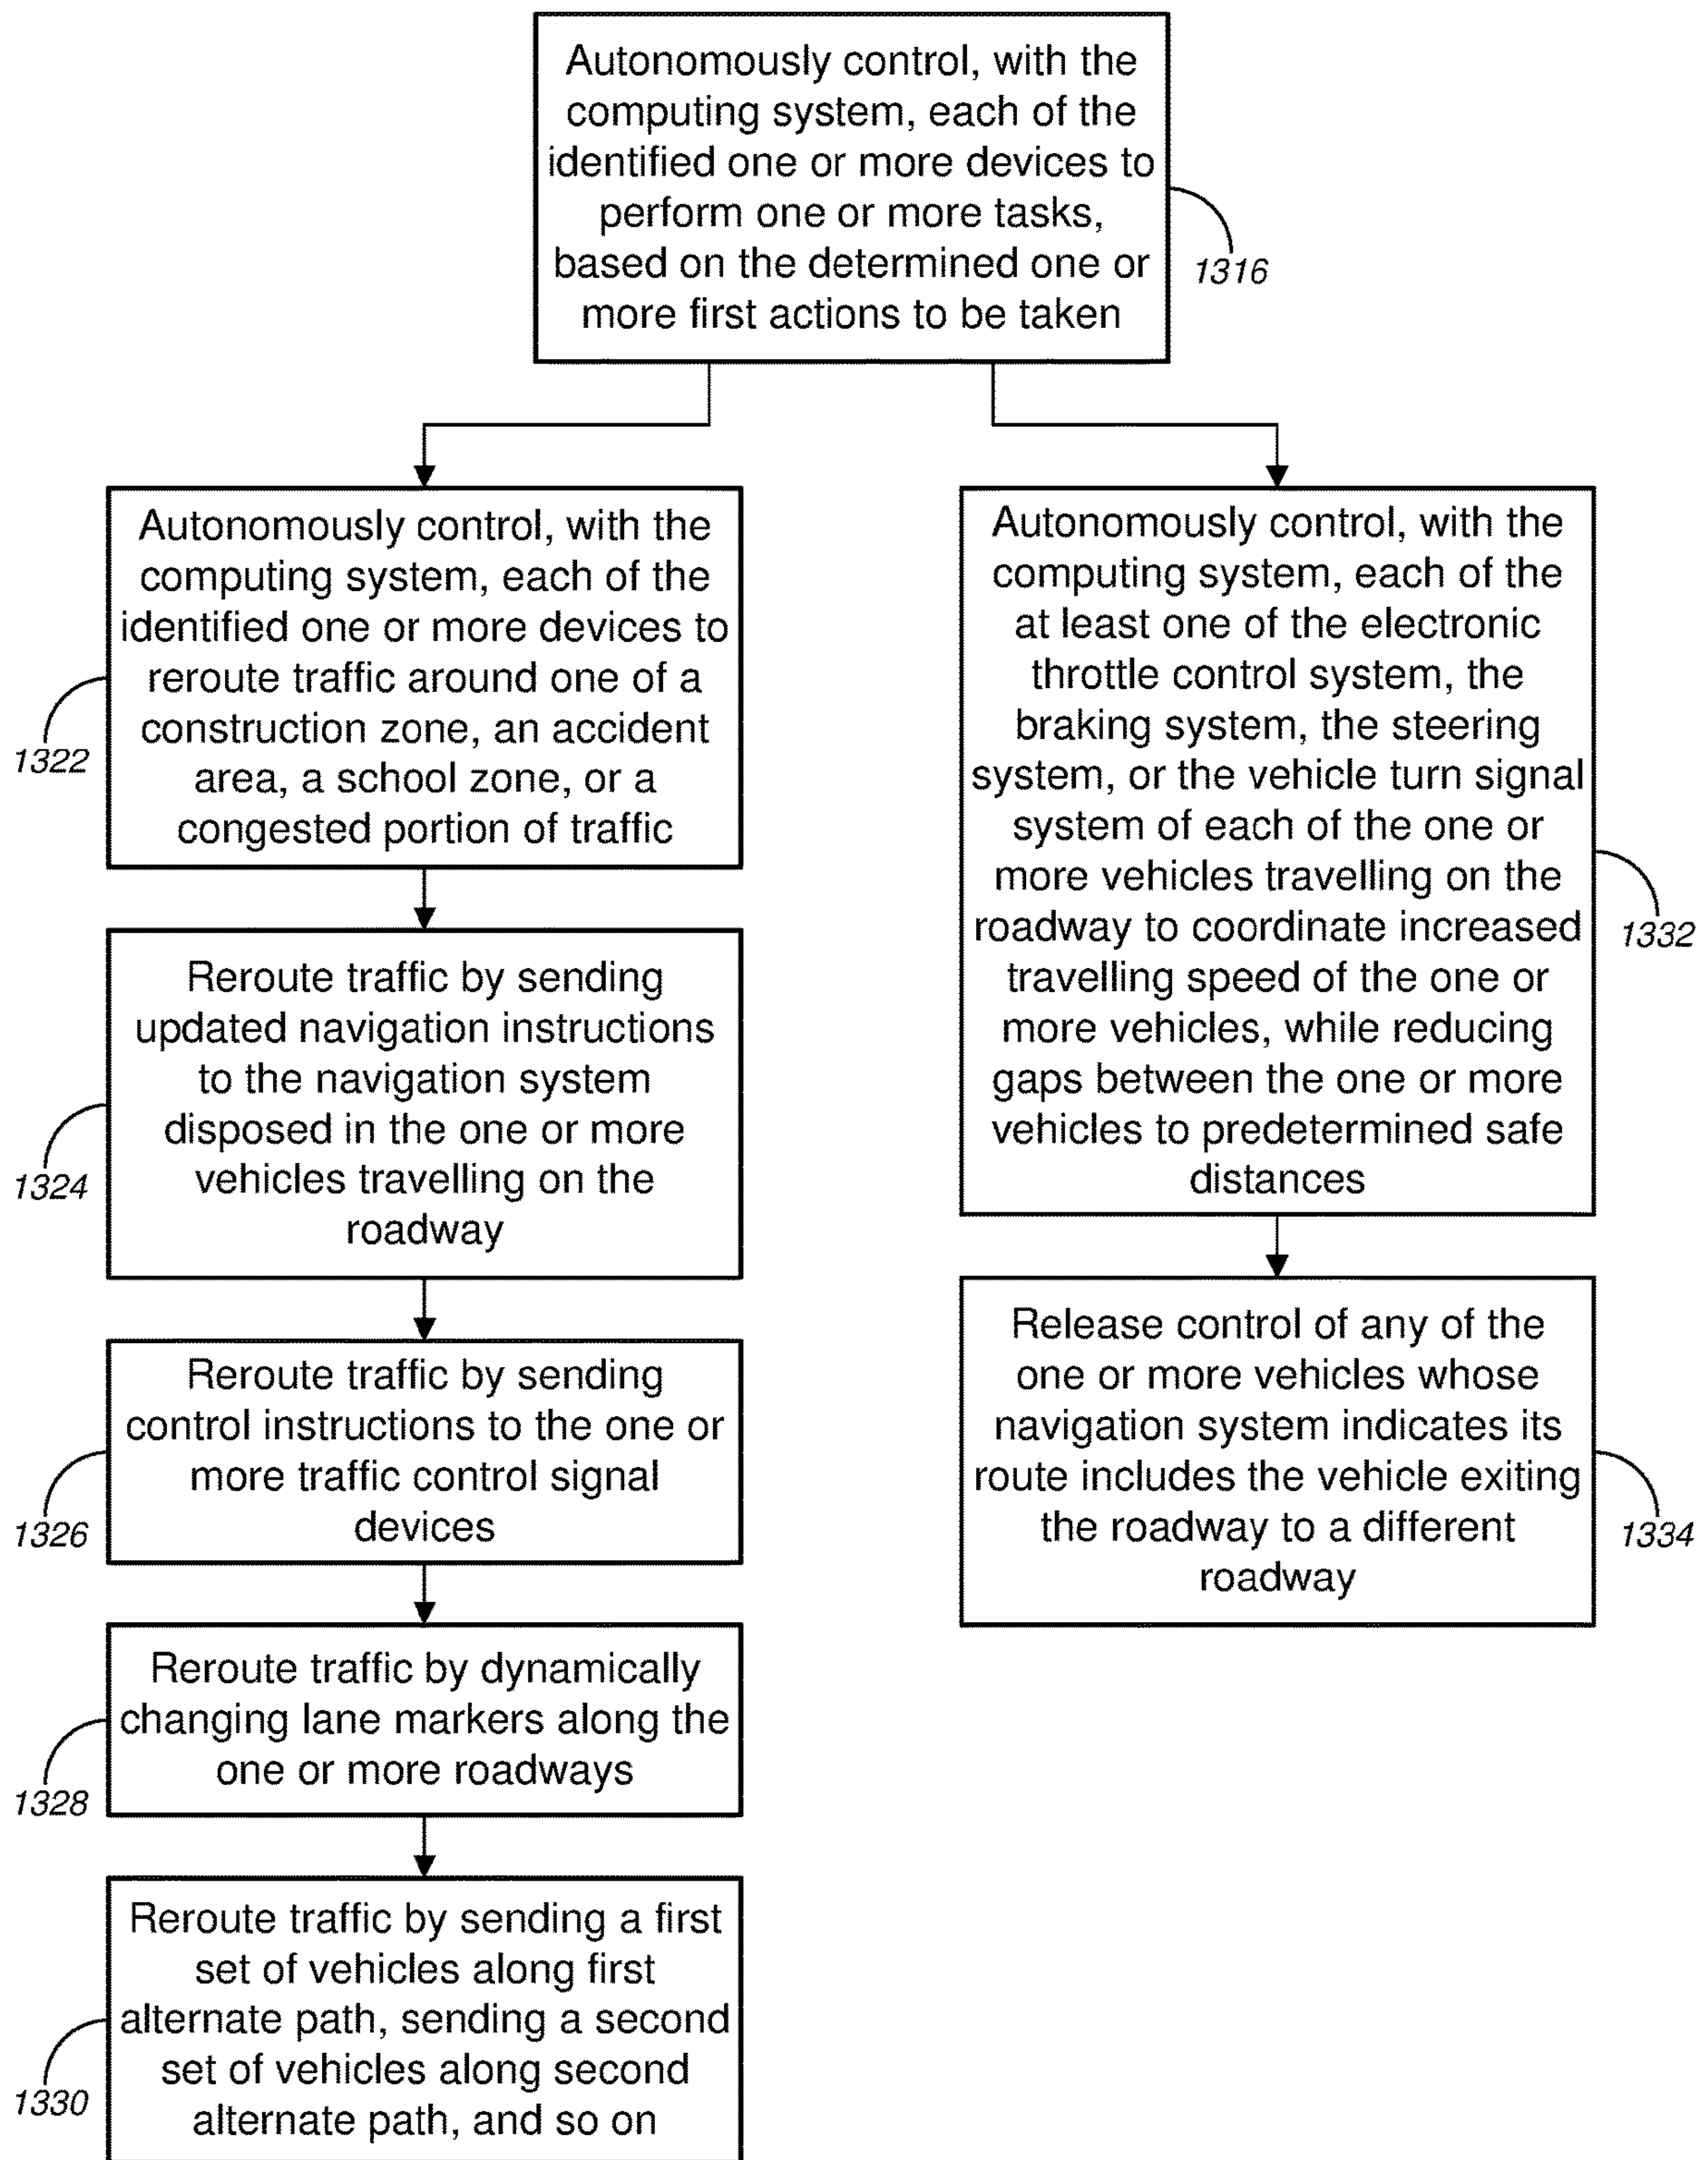 Autonomously control, with the
computing system, each of the
identified one or more devices to
perform one or more tasks,
based on the determined one or
more first actions to be taken
1316
Autonomously control, with the
computing system, each of the
identified one or more devices to
reroute traffic around one of a
construction zone, an accident
area, a school zone, or a
congested portion of traffic
1322
Reroute traffic by sending
updated navigation instructions
to the navigation system
disposed in the one or more
vehicles travelling on the
roadway
1324
Reroute traffic by sending
control instructions to the one or
more traffic control signal
devices
1326
Reroute traffic by dynamically
changing lane markers along the
one or more roadways
1328
Reroute traffic by sending a first
set of vehicles along first
alternate path, sending a second
set of vehicles along second
alternate path, and so on
1330
Autonomously control, with the
computing system, each of the
at least one of the electronic
throttle control system, the
braking system, the steering
system, or the vehicle turn signal
system of each of the one or
more vehicles travelling on the
roadway to coordinate increased
travelling speed of the one or
more vehicles, while reducing
gaps between the one or more
vehicles to predetermined safe
distances
1332
Release control of any of the
one or more vehicles whose
navigation system indicates its
route includes the vehicle exiting
the roadway to a different
roadway
1334